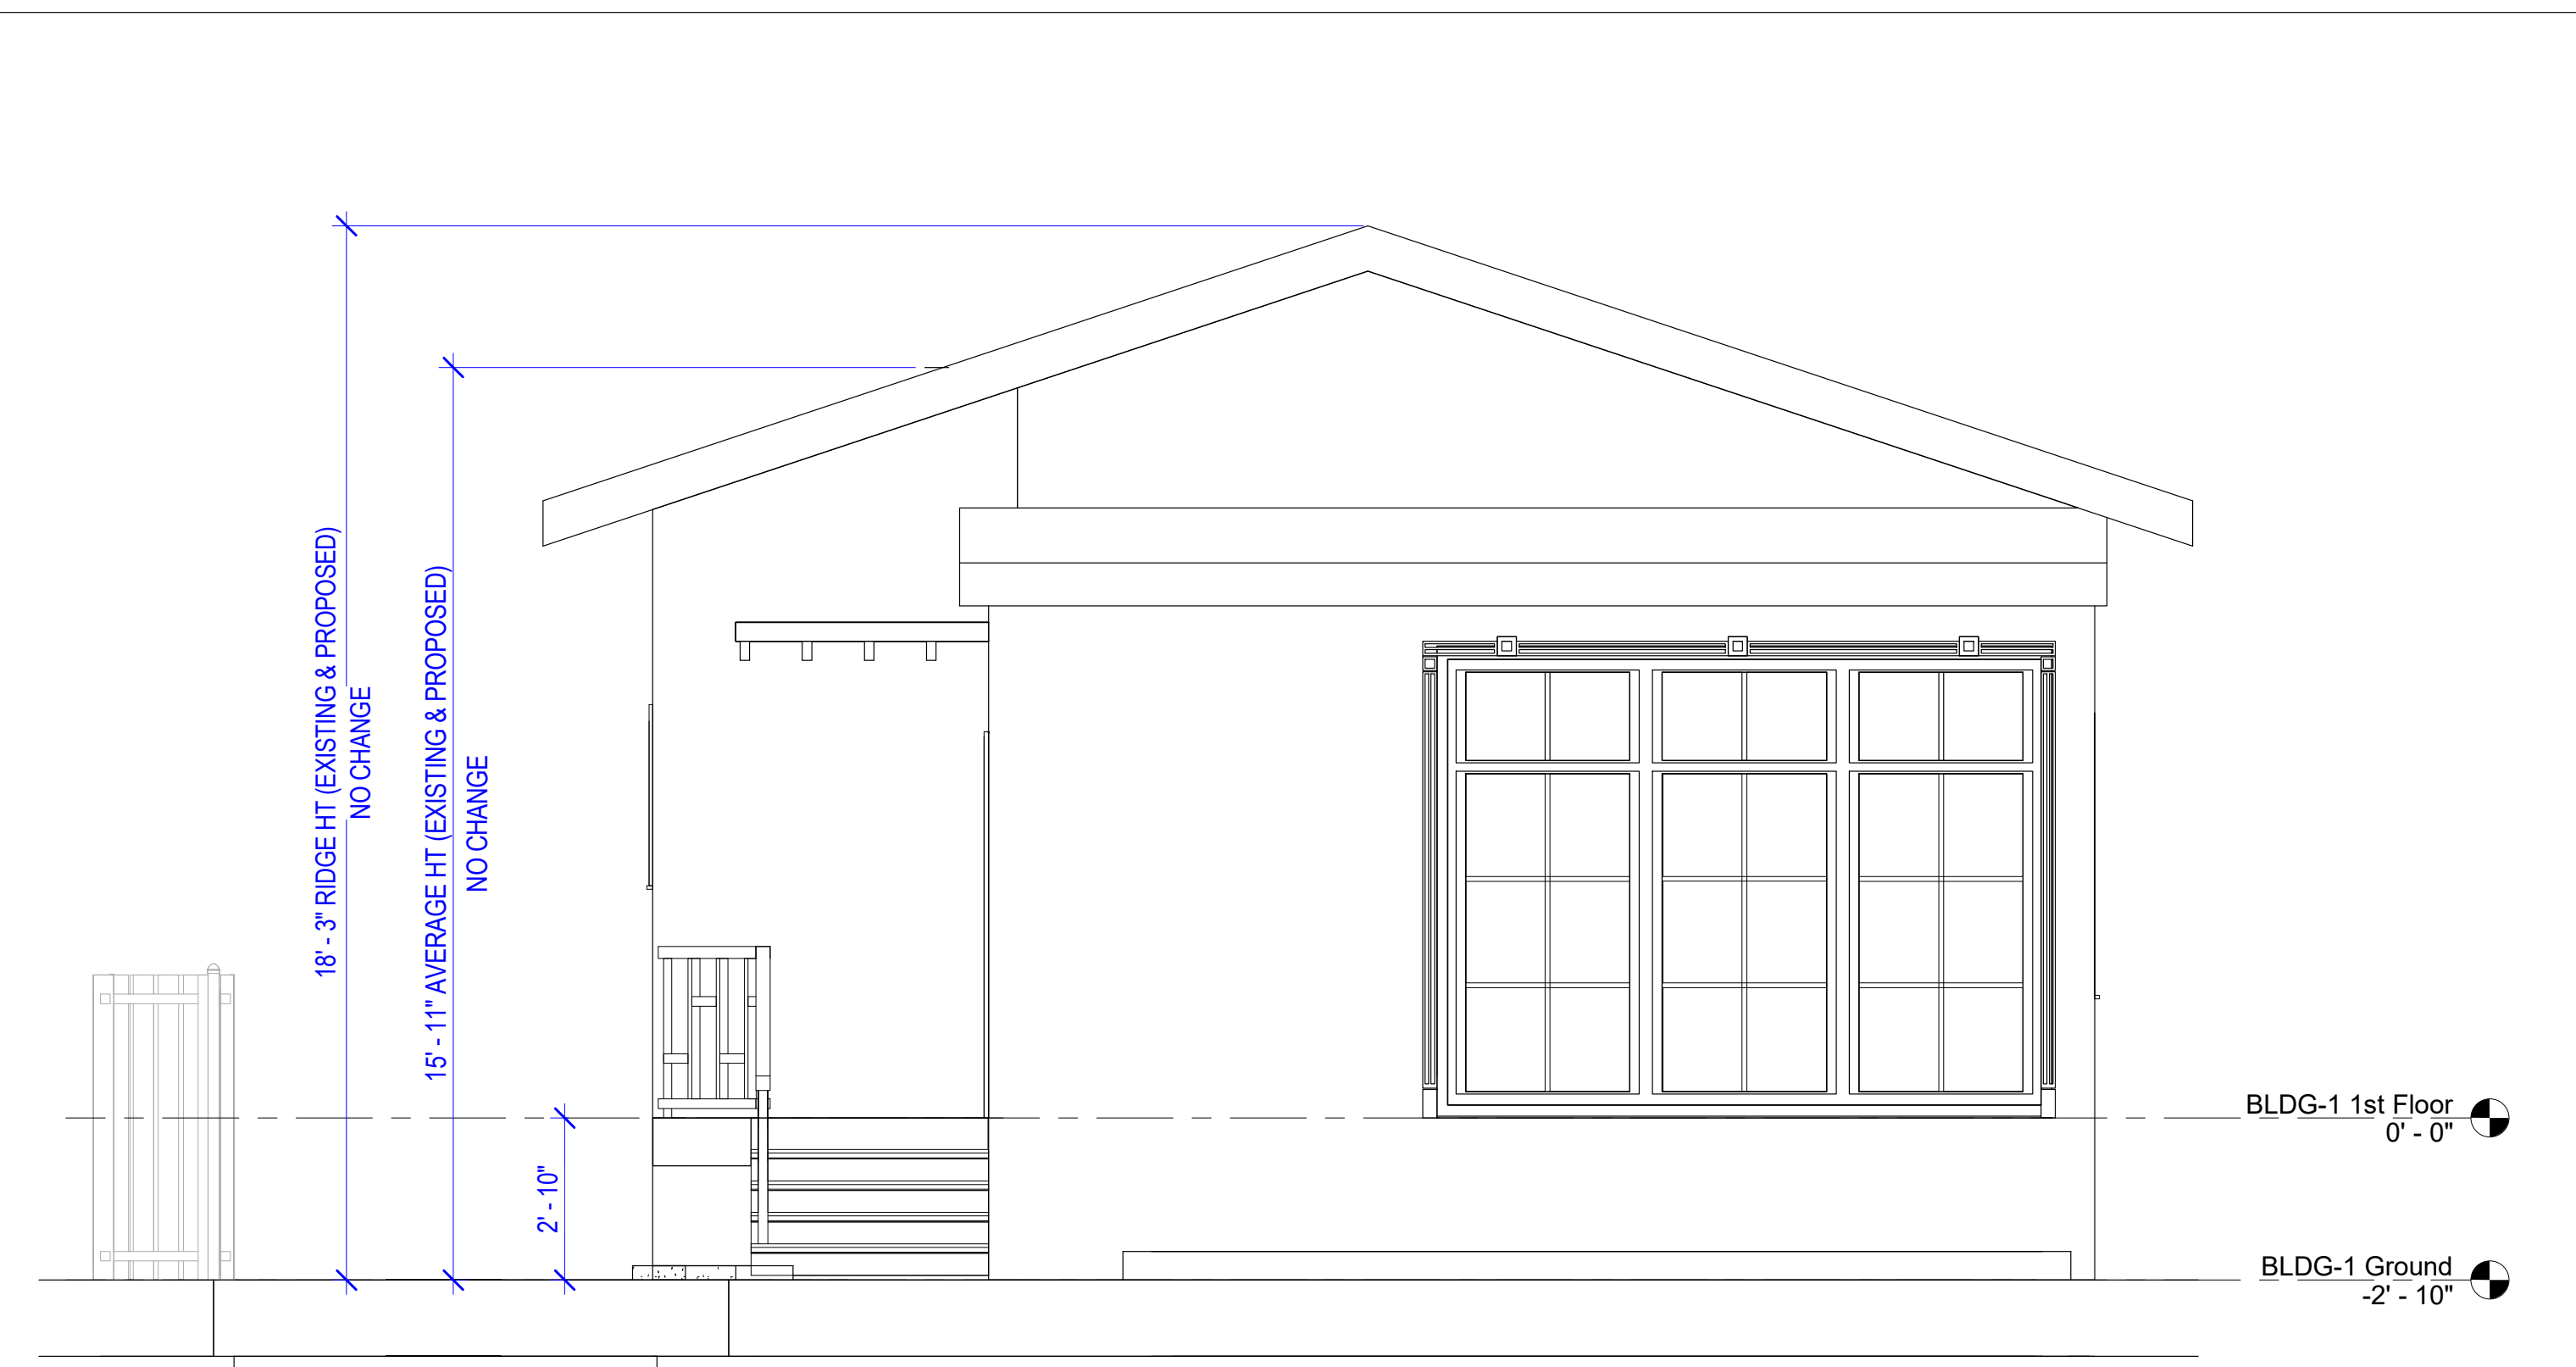 18' - 3" RIDGE HT (EXISTING & PROPOSED)
NO CHANGE
15' - 11" AVERAGE HT (EXISTING & PROPOSED)
NO CHANGE
2' - 10"
BLDG-1 1st Floor
0' - 0"
BLDG-1 Ground
-2' - 10"